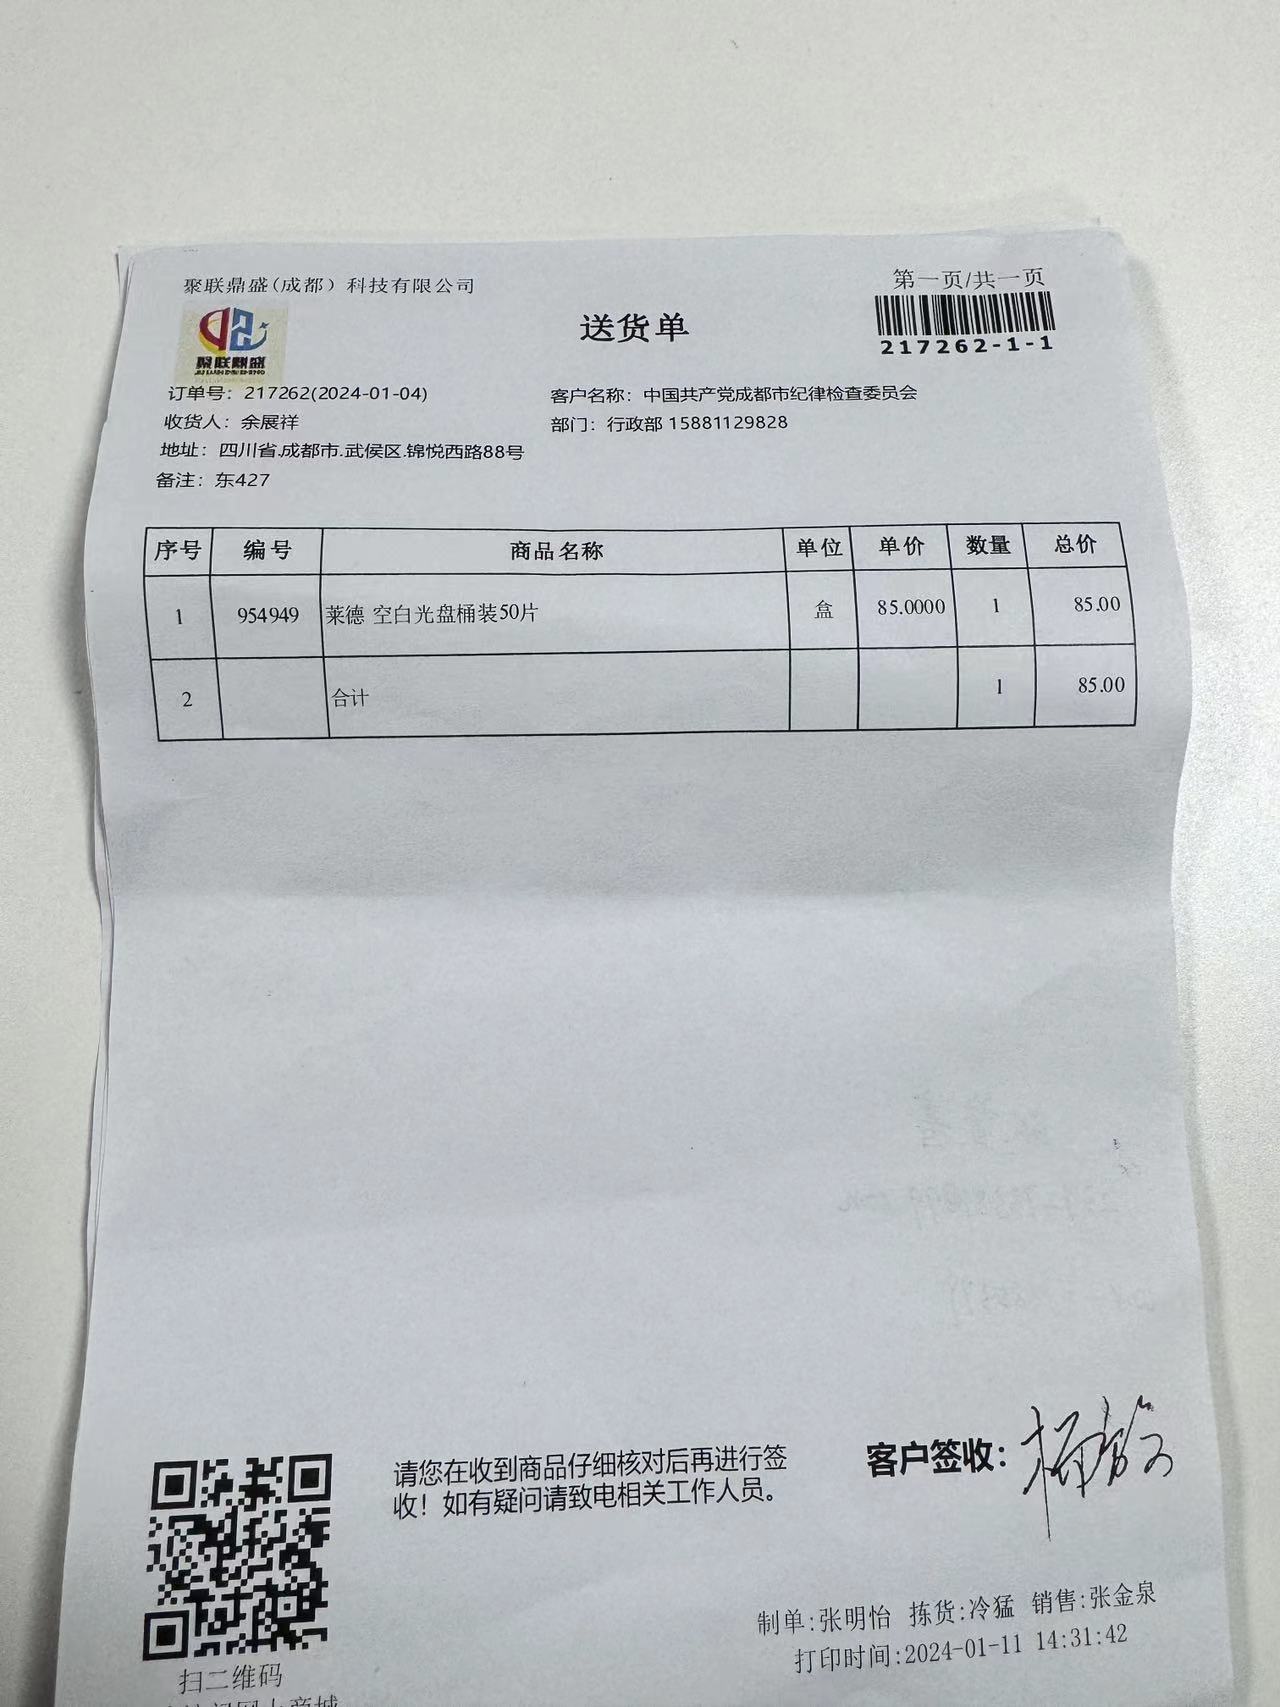 聚联鼎盛(成都）科技有限公司
第一页/共一页
聚联鼎盛
送货单
217262-1-1
订单号：217262(2024-01-04)
客户名称：中国共产党成都市纪律检查委员会
收货人：余展祥
部门：行政部 15881129828
地址：四川省.成都市.武侯区.锦悦西路88号
备注：东427
序号 编号 商品名称 单位 单价 数量 总价
1 954949 莱德 空白光盘桶装50片 盒 85.0000 1 85.00
2 合计 1 85.00
请您在收到商品仔细核对后再进行签
收！如有疑问请致电相关工作人员。
客户签收：
制单:张明怡 拣货:冷猛 销售:张金泉
打印时间:2024-01-11 14:31:42
扫二维码